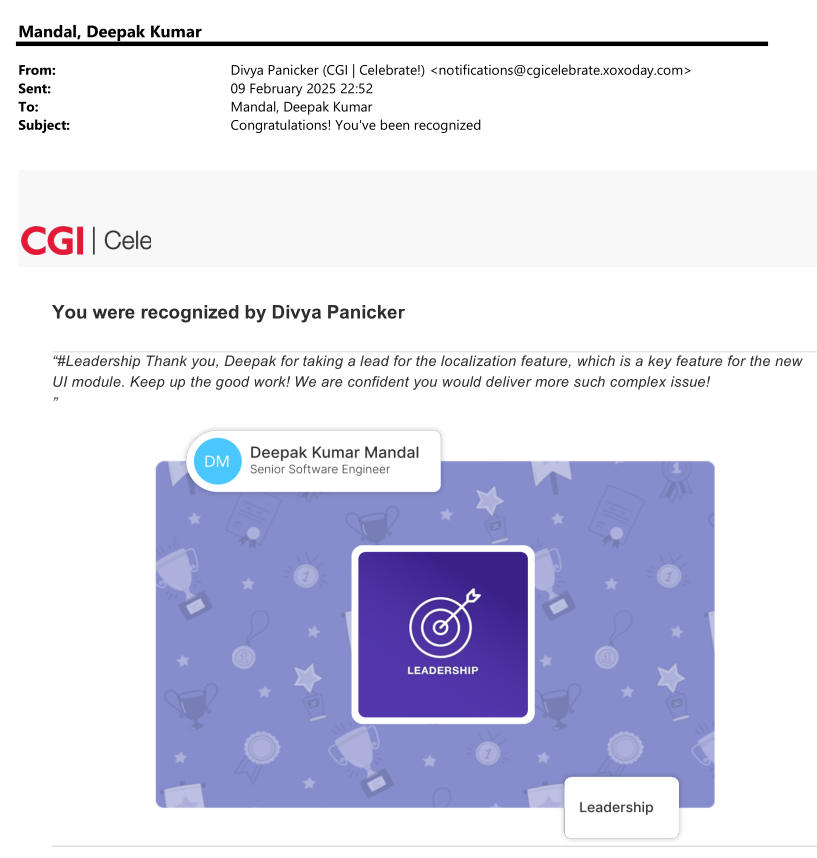 Mandal, Deepak Kumar
From: Divya Panicker (CGI | Celebrate!) <notifications@cgicelebrate.xoxoday.com>
Sent: 09 February 2025 22:52
To: Mandal, Deepak Kumar
Subject: Congratulations! You've been recognized
CGI | Cele
You were recognized by Divya Panicker
“#Leadership Thank you, Deepak for taking a lead for the localization feature, which is a key feature for the new
UI module. Keep up the good work! We are confident you would deliver more such complex issue!
”
DM
Deepak Kumar Mandal
Senior Software Engineer
1
1
1
LEADERSHIP
1
Leadership